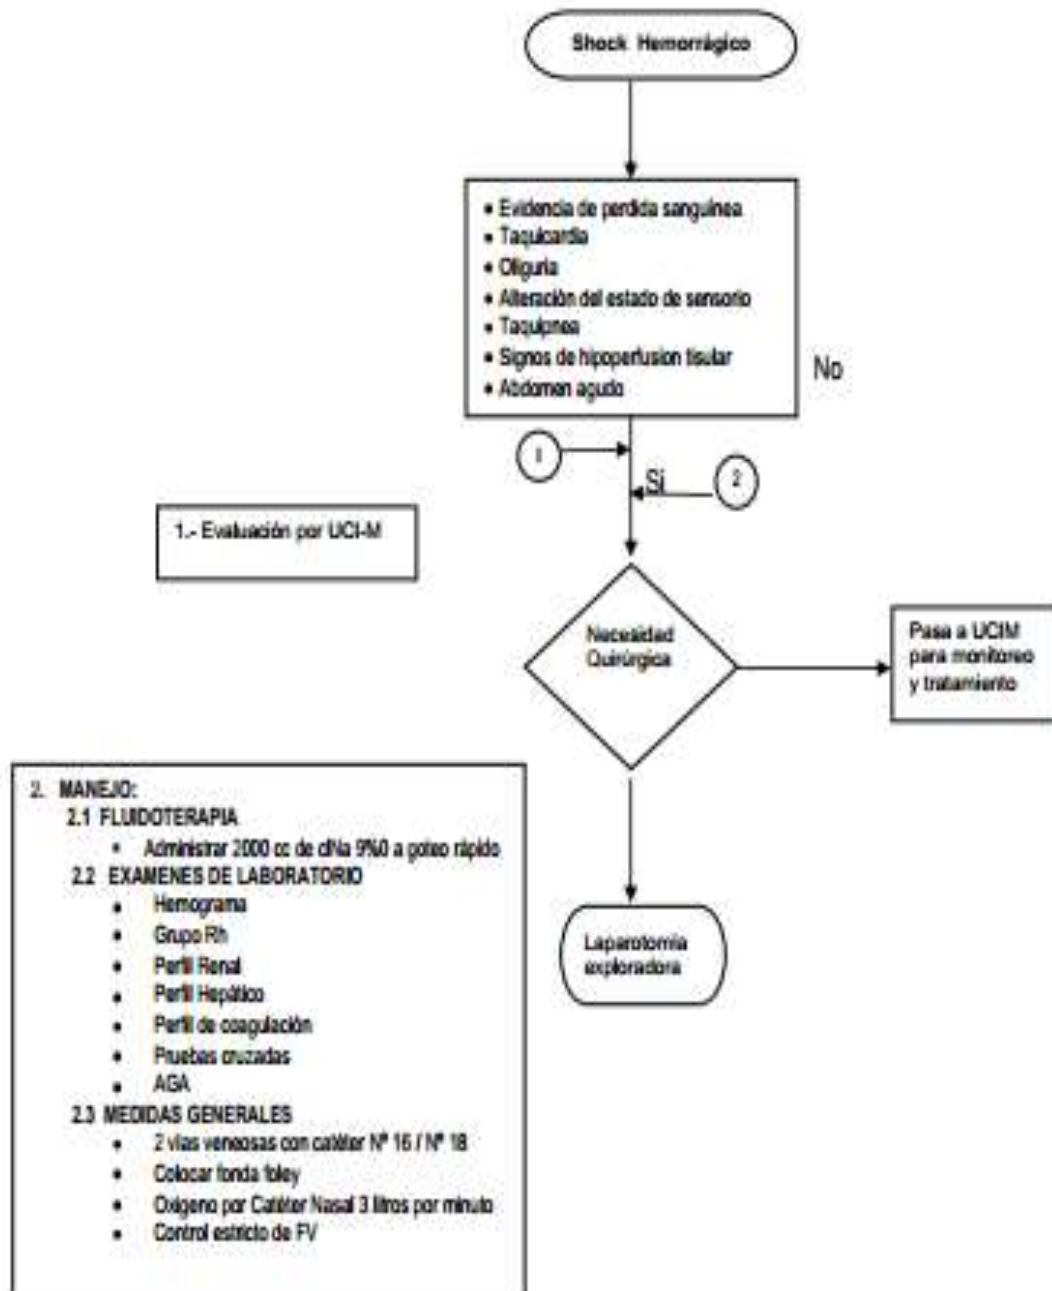 Shock Hemorrágico
• Evidencia de perdida sanguínea
• Taquicardia
• Oliguria
• Alteración del estado de sensorio
• Taquipnea
• Signos de hipoperfusion tisular
• Abdomen agudo
No
1
Si
2
1.- Evaluación por UCI-M
Necesidad
Quirúrgica
Pasa a UCIM
para monitoreo
y tratamiento
2. MANEJO:
2.1 FLUIDOTERAPIA
• Administrar 2000 cc de clNa 9%0 a goteo rápido
2.2 EXAMENES DE LABORATORIO
• Hemograma
• Grupo Rh
• Perfil Renal
• Perfil Hepático
• Perfil de coagulación
• Pruebas cruzadas
• AGA
2.3 MEDIDAS GENERALES
• 2 vías venosas con catéter Nº 16 / Nº 18
• Colocar fonda foley
• Oxigeno por Catéter Nasal 3 litros por minuto
• Control estricto de FV
Laparotomía
exploradora